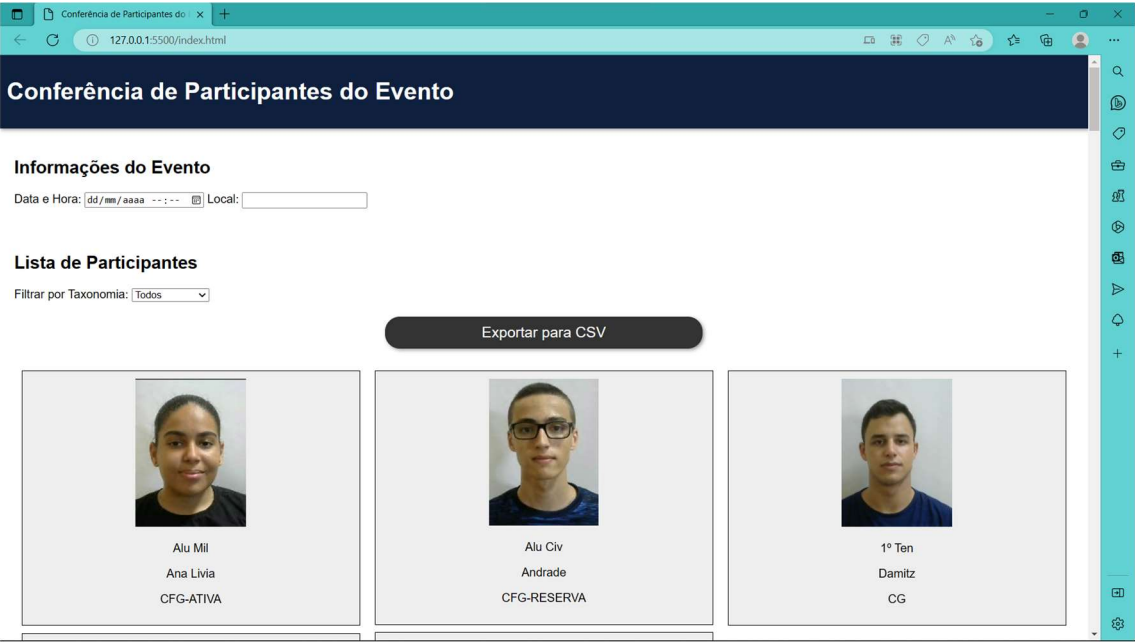 Conferência de Participantes do
127.0.0.1:5500/index.html
Conferência de Participantes do Evento
Informações do Evento
Data e Hora: dd/mm/aaaa --:-- Local:
Lista de Participantes
Filtrar por Taxonomia: Todos
Exportar para CSV
Alu Mil
Ana Livia
CFG-ATIVA
Alu Civ
Andrade
CFG-RESERVA
1º Ten
Damitz
CG